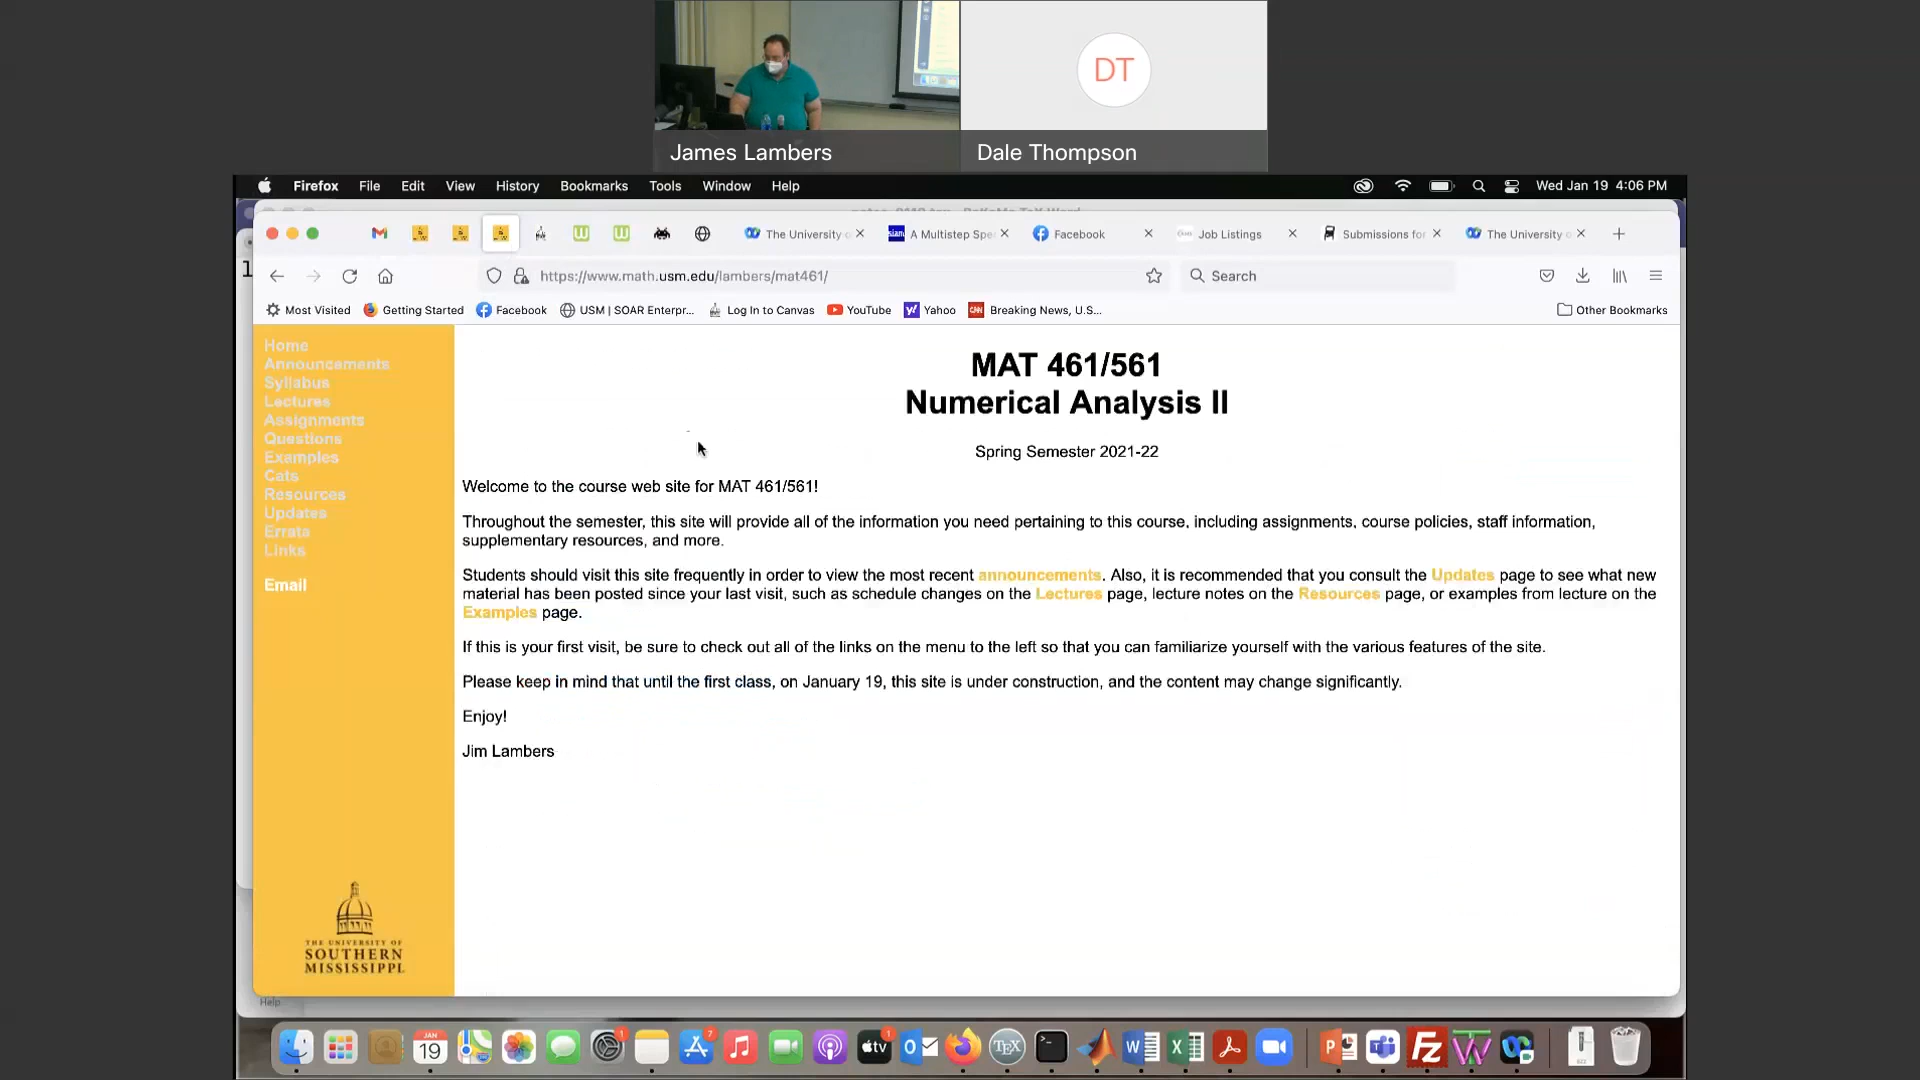 DT
James Lambers
Dale Thompson
Firefox File Edit View History Bookmarks Tools Window Help
Wed Jan 19 4:06 PM
The University o
A Multistep Spe
Facebook
Job Listings
Submissions for
The University o
https://www.math.usm.edu/lambers/mat461/
Search
Most Visited
Getting Started
Facebook
USM | SOAR Enterpr...
Log In to Canvas
YouTube
Yahoo
Breaking News, U.S...
Other Bookmarks
Home
Announcements
Syllabus
Lectures
Assignments
Questions
Examples
Cats
Resources
Updates
Errata
Links
Email
MAT 461/561
Numerical Analysis II
Spring Semester 2021-22
Welcome to the course web site for MAT 461/561!
Throughout the semester, this site will provide all of the information you need pertaining to this course, including assignments, course policies, staff information,
supplementary resources, and more.
Students should visit this site frequently in order to view the most recent announcements. Also, it is recommended that you consult the Updates page to see what new
material has been posted since your last visit, such as schedule changes on the Lectures page, lecture notes on the Resources page, or examples from lecture on the
Examples page.
If this is your first visit, be sure to check out all of the links on the menu to the left so that you can familiarize yourself with the various features of the site.
Please keep in mind that until the first class, on January 19, this site is under construction, and the content may change significantly.
Enjoy!
Jim Lambers
THE UNIVERSITY OF
SOUTHERN
MISSISSIPPI
Help
JAN
19
1
7
tv
1
TEX